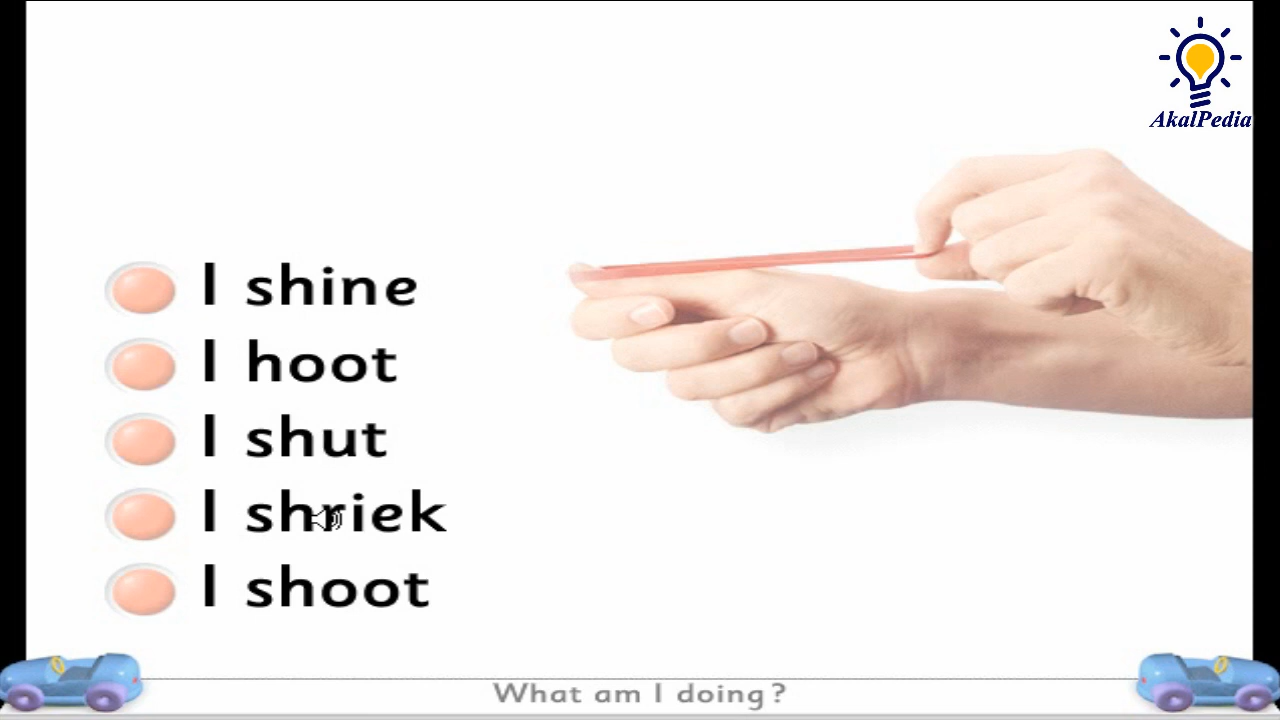 AkalPedia
I shine
I hoot
I shut
I shriek
I shoot
What am I doing?